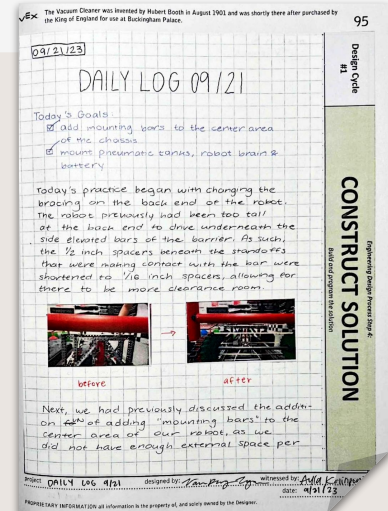 VEX
The Vacuum Cleaner was invented by Hubert Booth in August 1901 and was shortly there after purchased by
the King of England for use at Buckingham Palace.
95
09/21/23
DAILY LOG 09/21
Today's Goals:
add mounting bars to the center area
of the chassis
mount pneumatic tanks, robot brain &
battery
Today's practice began with changing the
bracing on the back end of the robot.
The robot previously had been too tall
at the back end to drive underneath the
side elevated bars of the barrier. As such,
the 1/2 inch spacers beneath the standoffs
that were making contact with the bar were
shortened to 1/16 inch spacers, allowing for
there to be more clearance room.
before
→
after
Next, we had previously discussed the additi-
on of adding "mounting bars" to the
center area of our robot, as we
did not have enough external space per
Design Cycle
#1
Engineering Design Process Step 4:
CONSTRUCT SOLUTION
Build and program the solution
project DAILY LOG 9/21
designed by:
witnessed by:
date: 9/21/23
PROPRIETARY INFORMATION all information is the property of, and solely owned by the Designer.